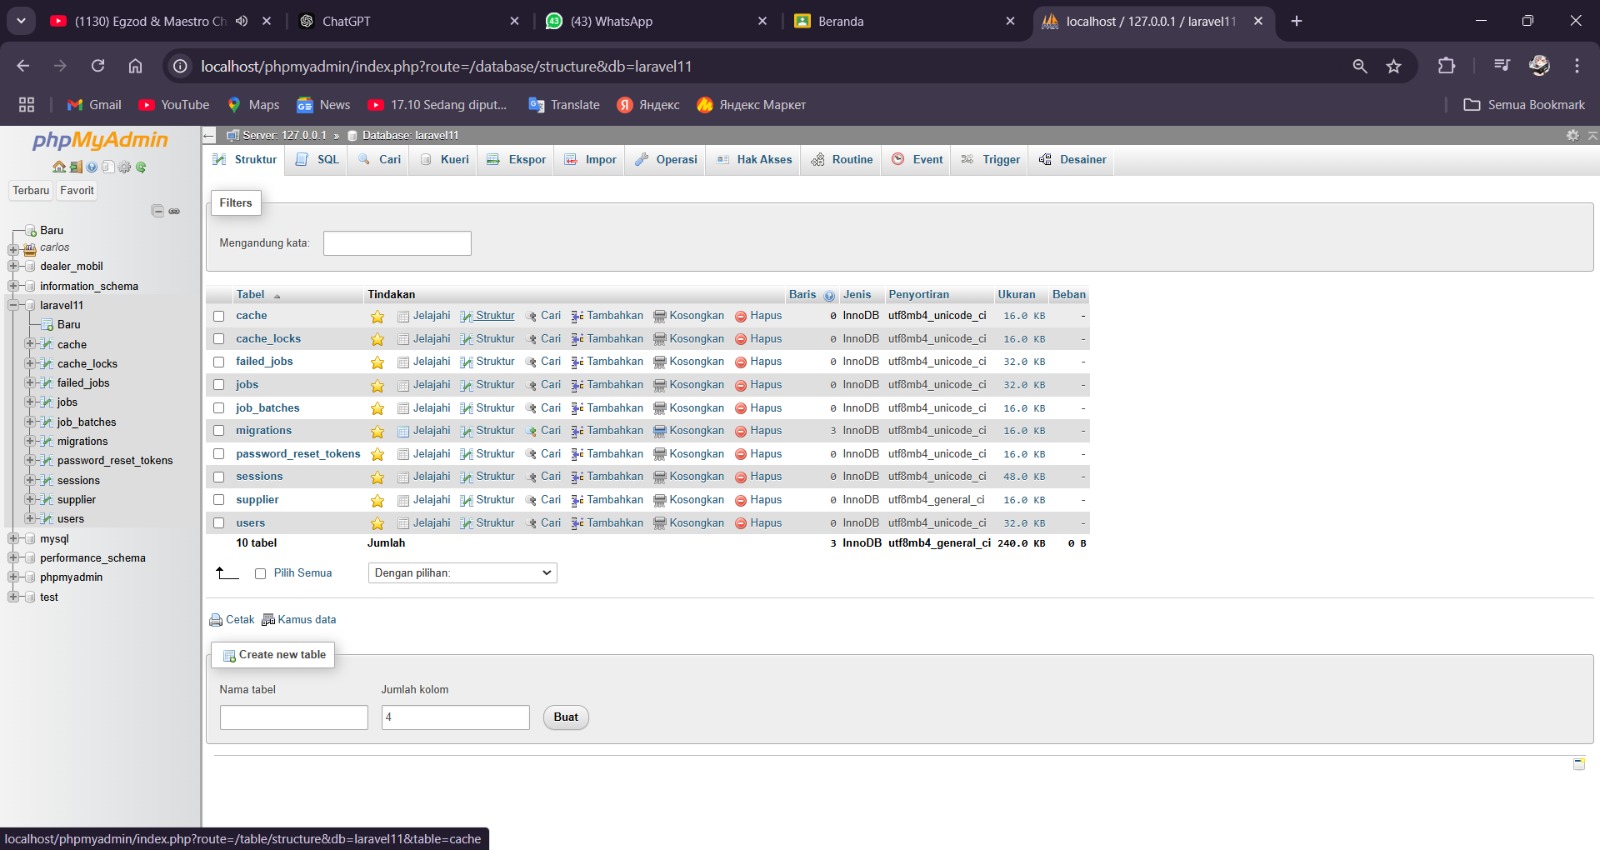 (1130) Egzod & Maestro Ch
ChatGPT
43 (43) WhatsApp
Beranda
localhost / 127.0.0.1 / laravel11
localhost/phpmyadmin/index.php?route=/database/structure&db=laravel11
Gmail YouTube Maps News 17.10 Sedang diput... Translate Яндекс Яндекс Маркет Semua Bookmark
phpMyAdmin
Terbaru Favorit
Baru
carlos
dealer_mobil
information_schema
laravel11
Baru
cache
cache_locks
failed_jobs
jobs
job_batches
migrations
password_reset_tokens
sessions
supplier
users
mysql
performance_schema
phpmyadmin
test
Server: 127.0.0.1 » Database: laravel11
Struktur SQL Cari Kueri Ekspor Impor Operasi Hak Akses Routine Event Trigger Desainer
Filters
Mengandung kata:
Tabel Tindakan Baris Jenis Penyortiran Ukuran Beban
cache Jelajahi Struktur Cari Tambahkan Kosongkan Hapus 0 InnoDB utf8mb4_unicode_ci 16.0 KB -
cache_locks Jelajahi Struktur Cari Tambahkan Kosongkan Hapus 0 InnoDB utf8mb4_unicode_ci 16.0 KB -
failed_jobs Jelajahi Struktur Cari Tambahkan Kosongkan Hapus 0 InnoDB utf8mb4_unicode_ci 32.0 KB -
jobs Jelajahi Struktur Cari Tambahkan Kosongkan Hapus 0 InnoDB utf8mb4_unicode_ci 32.0 KB -
job_batches Jelajahi Struktur Cari Tambahkan Kosongkan Hapus 0 InnoDB utf8mb4_unicode_ci 16.0 KB -
migrations Jelajahi Struktur Cari Tambahkan Kosongkan Hapus 3 InnoDB utf8mb4_unicode_ci 16.0 KB -
password_reset_tokens Jelajahi Struktur Cari Tambahkan Kosongkan Hapus 0 InnoDB utf8mb4_unicode_ci 16.0 KB -
sessions Jelajahi Struktur Cari Tambahkan Kosongkan Hapus 0 InnoDB utf8mb4_unicode_ci 48.0 KB -
supplier Jelajahi Struktur Cari Tambahkan Kosongkan Hapus 0 InnoDB utf8mb4_general_ci 16.0 KB -
users Jelajahi Struktur Cari Tambahkan Kosongkan Hapus 0 InnoDB utf8mb4_unicode_ci 32.0 KB -
10 tabel Jumlah 3 InnoDB utf8mb4_general_ci 240.0 KB 0 B
Pilih Semua Dengan pilihan:
Cetak Kamus data
Create new table
Nama tabel Jumlah kolom
4 Buat
localhost/phpmyadmin/index.php?route=/table/structure&db=laravel11&table=cache